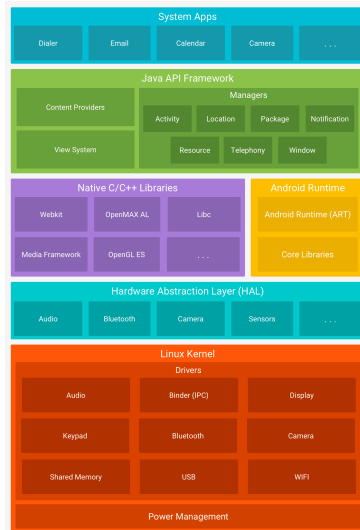 System Apps
Dialer Email Calendar Camera . . .
Java API Framework
Content Providers
View System
Managers
Activity Location Package Notification
Resource Telephony Window
Native C/C++ Libraries
Webkit OpenMAX AL Libc
Media Framework OpenGL ES . . .
Android Runtime
Android Runtime (ART)
Core Libraries
Hardware Abstraction Layer (HAL)
Audio Bluetooth Camera Sensors . . .
Linux Kernel
Drivers
Audio Binder (IPC) Display
Keypad Bluetooth Camera
Shared Memory USB WIFI
Power Management